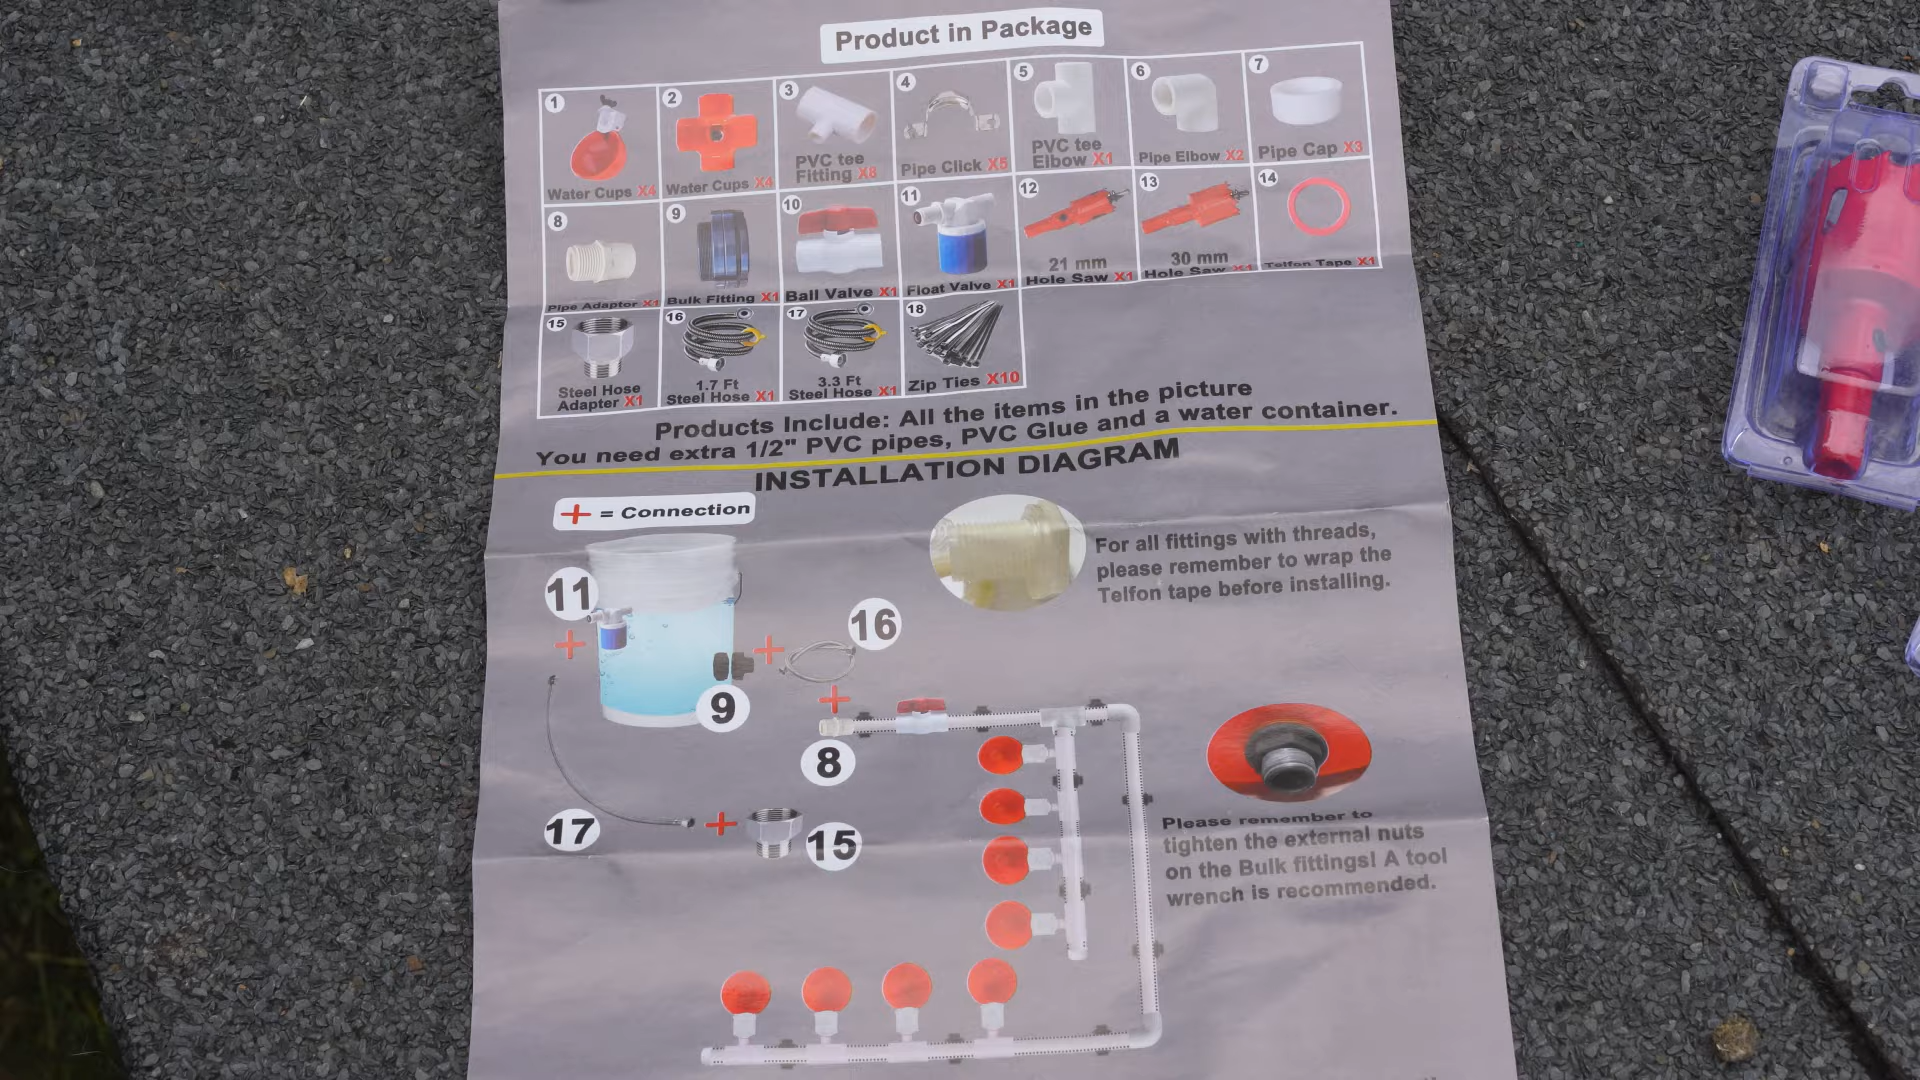 Product in Package
1
2
3
4
5
6
7
Water Cups X4
Water Cups X4
PVC tee
Fitting X8
Pipe Click X5
PVC tee
Elbow X1
Pipe Elbow X2
Pipe Cap X3
8
9
10
11
12
13
14
Pipe Adaptor X1
Bulk Fitting X1
Ball Valve X1
Float Valve X1
21 mm
Hole Saw X1
30 mm
Hole Saw X1
Telfon Tape X1
15
16
17
18
Steel Hose
Adapter X1
1.7 Ft
Steel Hose X1
3.3 Ft
Steel Hose X1
Zip Ties X10
Products Include: All the items in the picture
You need extra 1/2" PVC pipes, PVC Glue and a water container.
INSTALLATION DIAGRAM
+ = Connection
For all fittings with threads,
please remember to wrap the
Telfon tape before installing.
11
16
9
8
17
15
Please remember to
tighten the external nuts
on the Bulk fittings! A tool
wrench is recommended.